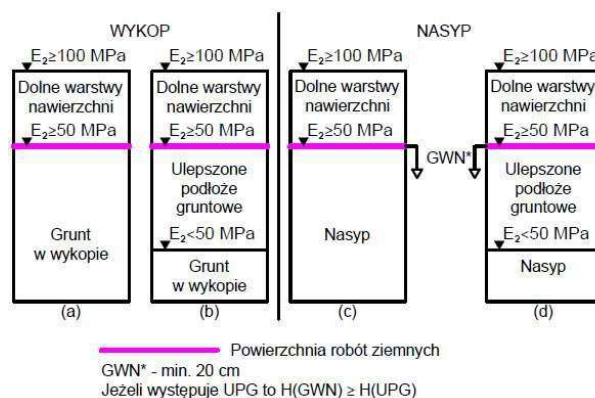 WYKOP NASYP
E₂≥100 MPa E₂≥100 MPa E₂≥100 MPa E₂≥100 MPa
Dolne warstwy Dolne warstwy Dolne warstwy Dolne warstwy
nawierzchni nawierzchni nawierzchni nawierzchni
E₂≥50 MPa E₂≥50 MPa E₂≥50 MPa E₂≥50 MPa
GWN*
Ulepszone Ulepszone
podłoże podłoże
gruntowe gruntowe
Grunt Nasyp
w wykopie
E₂<50 MPa E₂<50 MPa
Grunt Nasyp
w wykopie
(a) (b) (c) (d)
Powierzchnia robót ziemnych
GWN* - min. 20 cm
Jeżeli występuje UPG to H(GWN) ≥ H(UPG)